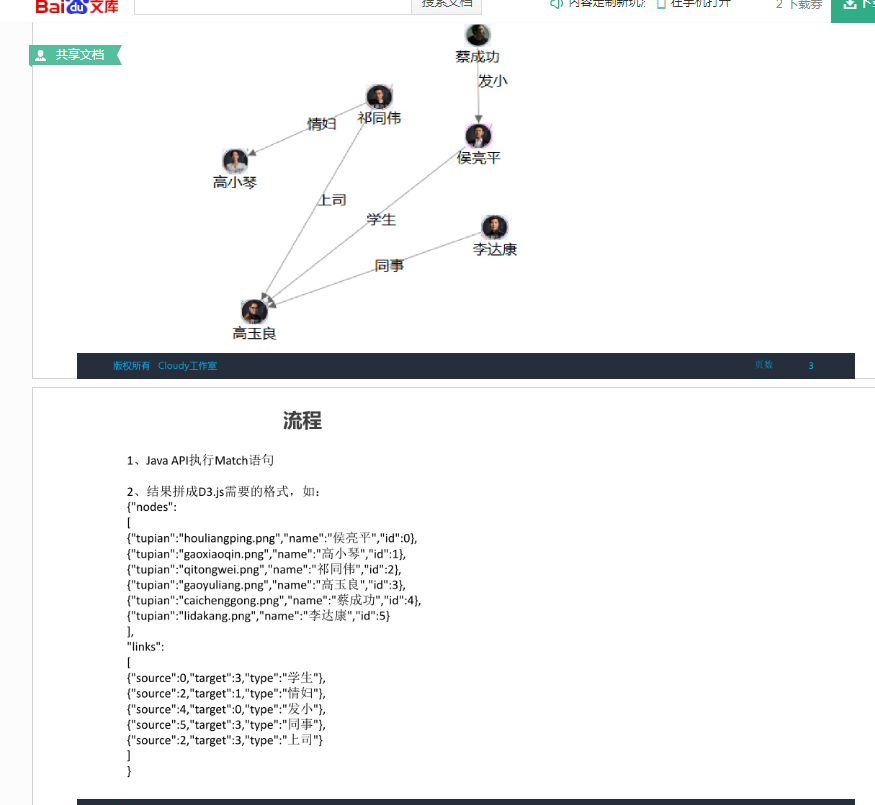 Bai du 文库
搜索文档
内容定制新玩法
在手机打开
2 下载券
共享文档
蔡成功
发小
祁同伟
情妇
侯亮平
高小琴
上司
学生
李达康
同事
高玉良
版权所有 Cloudy工作室
页数 3
流程
1、Java API执行Match语句
2、结果拼成D3.js需要的格式，如：
{"nodes":
[
{"tupian":"houliangping.png","name":"侯亮平","id":0},
{"tupian":"gaoxiaoqin.png","name":"高小琴","id":1},
{"tupian":"qitongwei.png","name":"祁同伟","id":2},
{"tupian":"gaoyuliang.png","name":"高玉良","id":3},
{"tupian":"caichenggong.png","name":"蔡成功","id":4},
{"tupian":"lidakang.png","name":"李达康","id":5}
],
"links":
[
{"source":0,"target":3,"type":"学生"},
{"source":2,"target":1,"type":"情妇"},
{"source":4,"target":0,"type":"发小"},
{"source":5,"target":3,"type":"同事"},
{"source":2,"target":3,"type":"上司"}
]
}